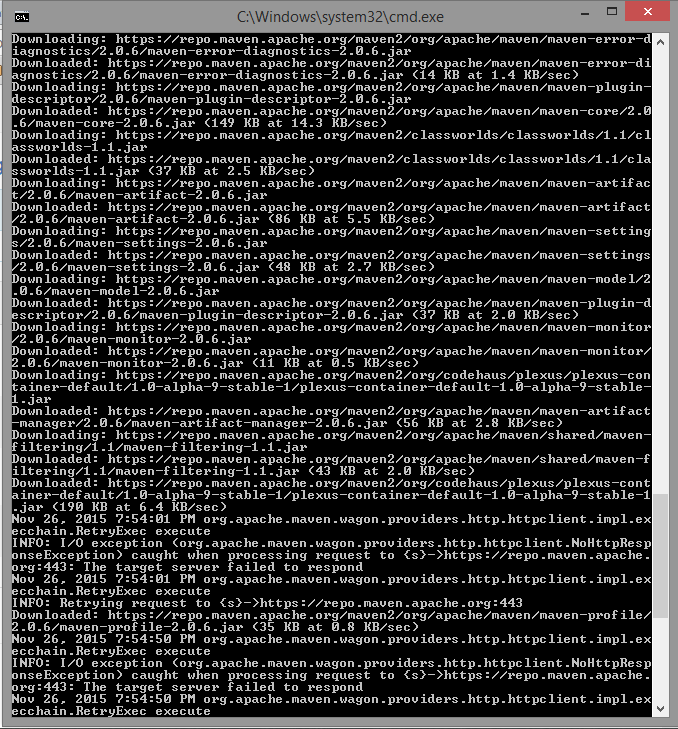 C:\Windows\system32\cmd.exe
Downloading: https://repo.maven.apache.org/maven2/org/apache/maven/maven-error-d
iagnostics/2.0.6/maven-error-diagnostics-2.0.6.jar
Downloaded: https://repo.maven.apache.org/maven2/org/apache/maven/maven-error-di
agnostics/2.0.6/maven-error-diagnostics-2.0.6.jar (14 KB at 1.4 KB/sec)
Downloading: https://repo.maven.apache.org/maven2/org/apache/maven/maven-plugin-
descriptor/2.0.6/maven-plugin-descriptor-2.0.6.jar
Downloaded: https://repo.maven.apache.org/maven2/org/apache/maven/maven-core/2.0
.6/maven-core-2.0.6.jar (149 KB at 14.3 KB/sec)
Downloading: https://repo.maven.apache.org/maven2/classworlds/classworlds/1.1/cl
assworlds-1.1.jar
Downloaded: https://repo.maven.apache.org/maven2/classworlds/classworlds/1.1/cla
ssworlds-1.1.jar (37 KB at 2.5 KB/sec)
Downloading: https://repo.maven.apache.org/maven2/org/apache/maven/maven-artifac
t/2.0.6/maven-artifact-2.0.6.jar
Downloaded: https://repo.maven.apache.org/maven2/org/apache/maven/maven-artifact
/2.0.6/maven-artifact-2.0.6.jar (86 KB at 5.5 KB/sec)
Downloading: https://repo.maven.apache.org/maven2/org/apache/maven/maven-setting
s/2.0.6/maven-settings-2.0.6.jar
Downloaded: https://repo.maven.apache.org/maven2/org/apache/maven/maven-settings
/2.0.6/maven-settings-2.0.6.jar (48 KB at 2.7 KB/sec)
Downloading: https://repo.maven.apache.org/maven2/org/apache/maven/maven-model/2
.0.6/maven-model-2.0.6.jar
Downloaded: https://repo.maven.apache.org/maven2/org/apache/maven/maven-plugin-d
escriptor/2.0.6/maven-plugin-descriptor-2.0.6.jar (37 KB at 2.0 KB/sec)
Downloading: https://repo.maven.apache.org/maven2/org/apache/maven/maven-monitor
/2.0.6/maven-monitor-2.0.6.jar
Downloaded: https://repo.maven.apache.org/maven2/org/apache/maven/maven-monitor/
2.0.6/maven-monitor-2.0.6.jar (11 KB at 0.5 KB/sec)
Downloading: https://repo.maven.apache.org/maven2/org/codehaus/plexus/plexus-con
tainer-default/1.0-alpha-9-stable-1/plexus-container-default-1.0-alpha-9-stable-
1.jar
Downloaded: https://repo.maven.apache.org/maven2/org/apache/maven/maven-artifact
-manager/2.0.6/maven-artifact-manager-2.0.6.jar (56 KB at 2.8 KB/sec)
Downloading: https://repo.maven.apache.org/maven2/org/apache/maven/shared/maven-
filtering/1.1/maven-filtering-1.1.jar
Downloaded: https://repo.maven.apache.org/maven2/org/apache/maven/shared/maven-f
iltering/1.1/maven-filtering-1.1.jar (43 KB at 2.0 KB/sec)
Downloaded: https://repo.maven.apache.org/maven2/org/codehaus/plexus/plexus-cont
ainer-default/1.0-alpha-9-stable-1/plexus-container-default-1.0-alpha-9-stable-1
.jar (190 KB at 6.4 KB/sec)
Nov 26, 2015 7:54:01 PM org.apache.maven.wagon.providers.http.httpclient.impl.ex
ecchain.RetryExec execute
INFO: I/O exception (org.apache.maven.wagon.providers.http.httpclient.NoHttpResp
onseException) caught when processing request to {s}->https://repo.maven.apache.
org:443: The target server failed to respond
Nov 26, 2015 7:54:01 PM org.apache.maven.wagon.providers.http.httpclient.impl.ex
ecchain.RetryExec execute
INFO: Retrying request to {s}->https://repo.maven.apache.org:443
Downloaded: https://repo.maven.apache.org/maven2/org/apache/maven/maven-profile/
2.0.6/maven-profile-2.0.6.jar (35 KB at 0.8 KB/sec)
Nov 26, 2015 7:54:50 PM org.apache.maven.wagon.providers.http.httpclient.impl.ex
ecchain.RetryExec execute
INFO: I/O exception (org.apache.maven.wagon.providers.http.httpclient.NoHttpResp
onseException) caught when processing request to {s}->https://repo.maven.apache.
org:443: The target server failed to respond
Nov 26, 2015 7:54:50 PM org.apache.maven.wagon.providers.http.httpclient.impl.ex
ecchain.RetryExec execute